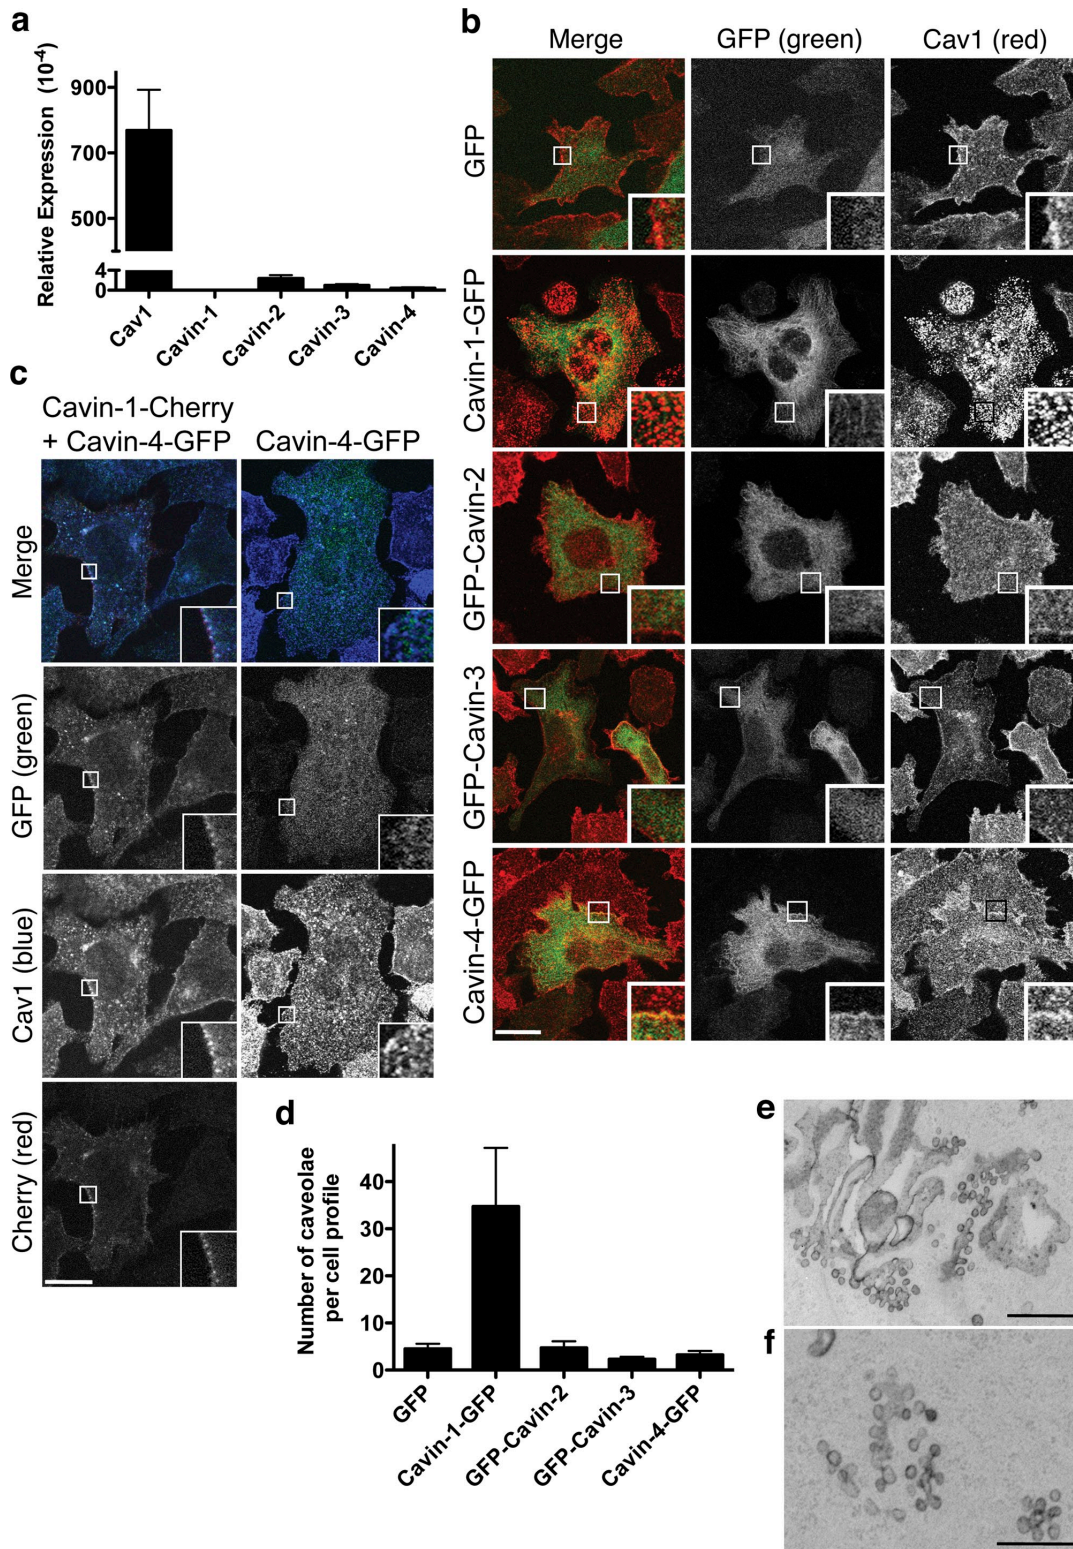 a
Relative Expression (10-4)
900
700
500
4
0
Cav1
Cavin-1
Cavin-2
Cavin-3
Cavin-4
b
Merge
GFP (green)
Cav1 (red)
GFP
Cavin-1-GFP
GFP-Cavin-2
GFP-Cavin-3
Cavin-4-GFP
c
Cavin-1-Cherry
+ Cavin-4-GFP
Cavin-4-GFP
Merge
GFP (green)
Cav1 (blue)
Cherry (red)
d
Number of caveolae
per cell profile
40
30
20
10
0
GFP
Cavin-1-GFP
GFP-Cavin-2
GFP-Cavin-3
Cavin-4-GFP
e
f